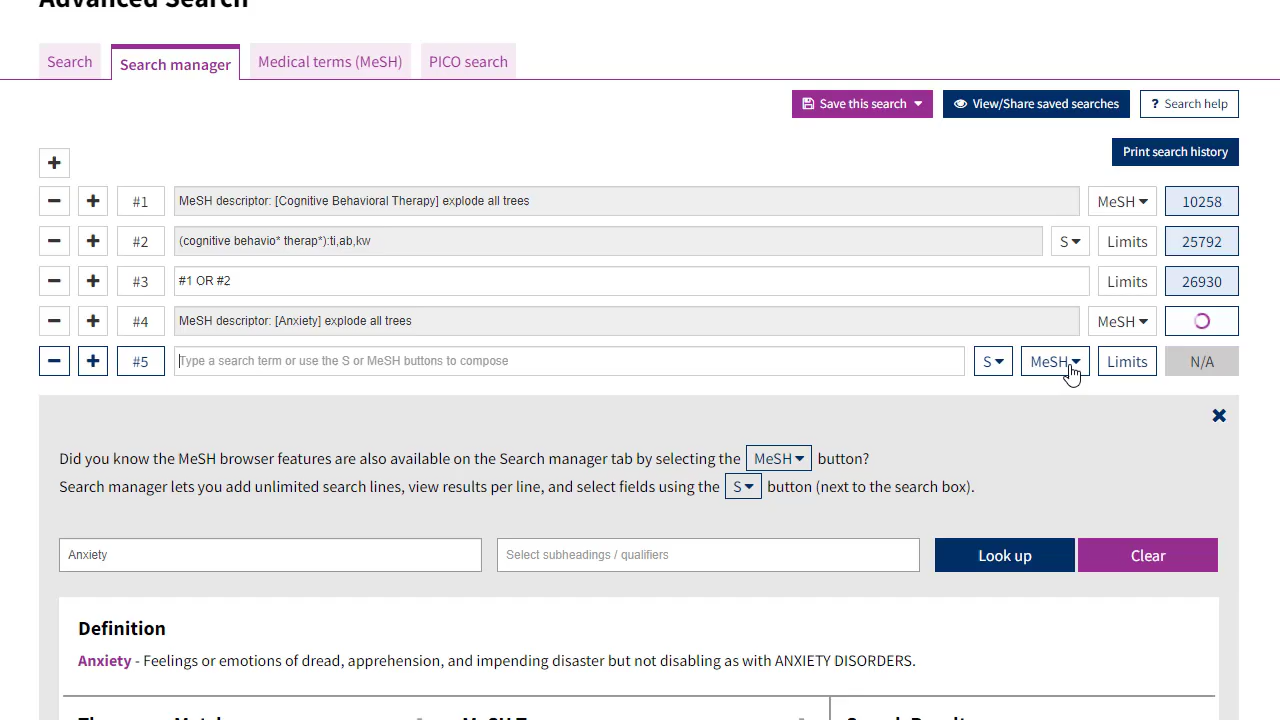 Advanced Search
Search
Search manager
Medical terms (MeSH)
PICO search
Save this search
View/Share saved searches
? Search help
Print search history
+
− + #1 MeSH descriptor: [Cognitive Behavioral Therapy] explode all trees MeSH 10258
− + #2 (cognitive behavio* therap*):ti,ab,kw S Limits 25792
− + #3 #1 OR #2 Limits 26930
− + #4 MeSH descriptor: [Anxiety] explode all trees MeSH
− + #5 Type a search term or use the S or MeSH buttons to compose S MeSH Limits N/A
Did you know the MeSH browser features are also available on the Search manager tab by selecting the MeSH button?
Search manager lets you add unlimited search lines, view results per line, and select fields using the S button (next to the search box).
Anxiety
Select subheadings / qualifiers
Look up
Clear
Definition
Anxiety - Feelings or emotions of dread, apprehension, and impending disaster but not disabling as with ANXIETY DISORDERS.